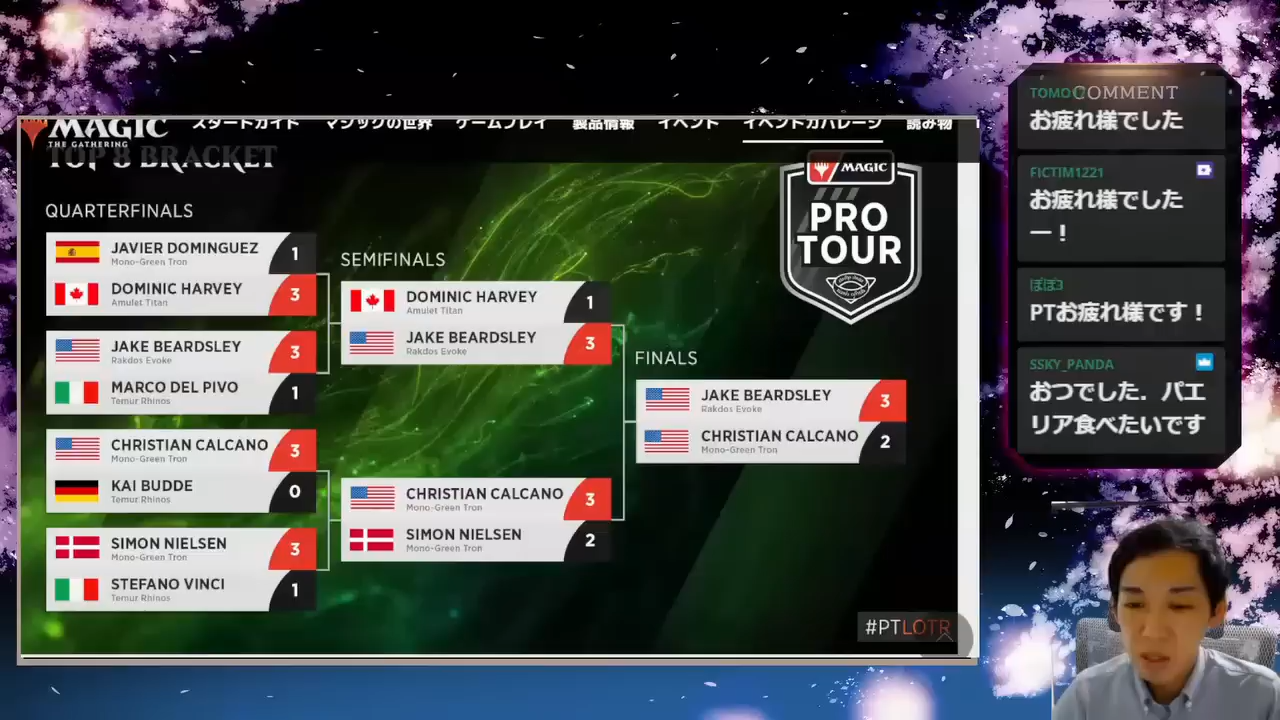 MAGIC
THE GATHERING
スタートガイド マジックの世界 ゲームプレイ 製品情報 イベント イベントカバレージ 読み物
TOP 8 BRACKET
MAGIC
PRO
TOUR
QUARTERFINALS
JAVIER DOMINGUEZ 1
Mono-Green Tron
DOMINIC HARVEY 3
Amulet Titan
JAKE BEARDSLEY 3
Rakdos Evoke
MARCO DEL PIVO 1
Temur Rhinos
CHRISTIAN CALCANO 3
Mono-Green Tron
KAI BUDDE 0
Temur Rhinos
SIMON NIELSEN 3
Mono-Green Tron
STEFANO VINCI 1
Temur Rhinos
SEMIFINALS
DOMINIC HARVEY 1
Amulet Titan
JAKE BEARDSLEY 3
Rakdos Evoke
CHRISTIAN CALCANO 3
Mono-Green Tron
SIMON NIELSEN 2
Mono-Green Tron
FINALS
JAKE BEARDSLEY 3
Rakdos Evoke
CHRISTIAN CALCANO 2
Mono-Green Tron
#PTLOTR
COMMENT
TOMO
お疲れ様でした
FICTIM1221
お疲れ様でした
ー！
ぽぽ3
PTお疲れ様です！
SSKY_PANDA
おつでした．パエ
リア食べたいです